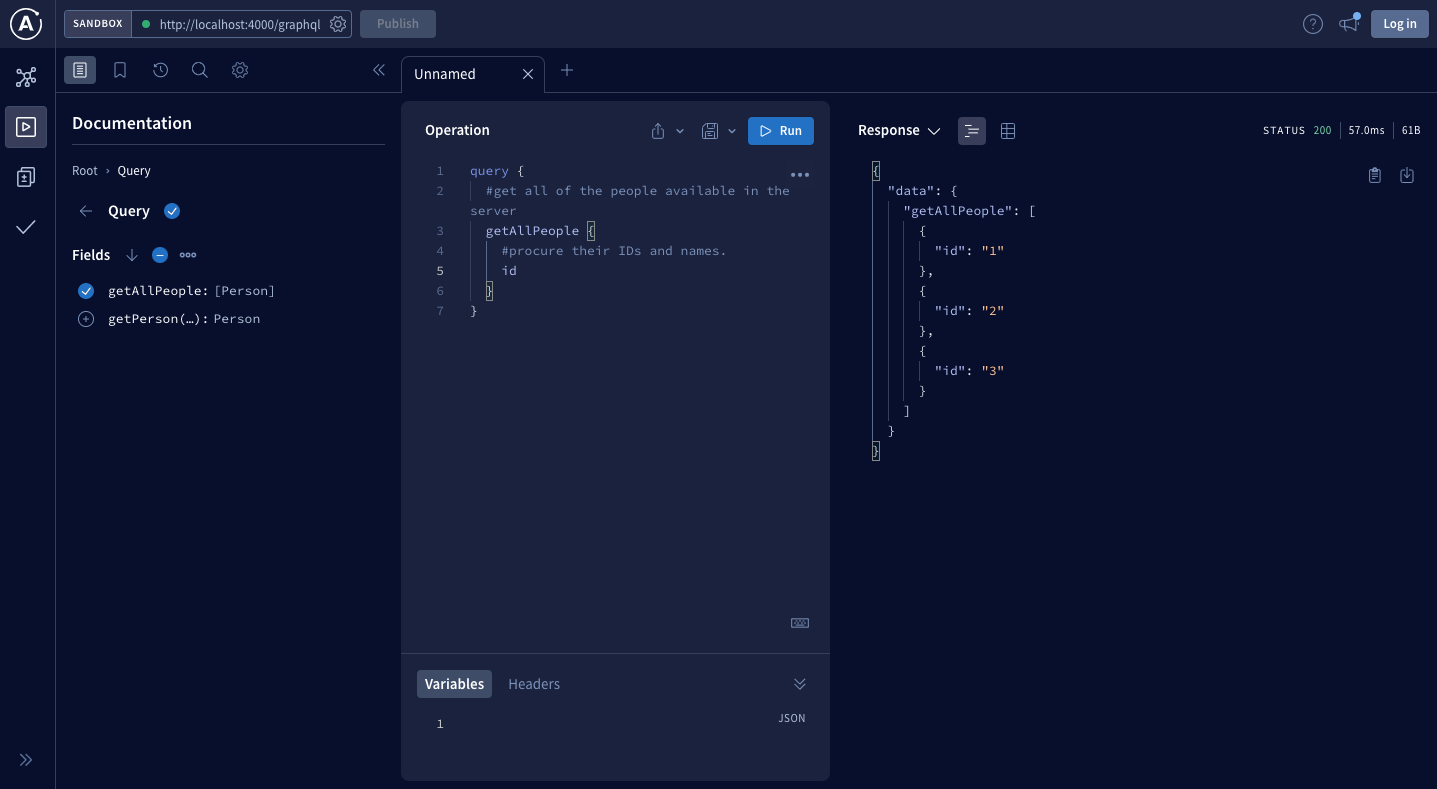 A SANDBOX http://localhost:4000/graphql Publish ? Log in
Unnamed
Documentation
Root › Query
Query
Fields
getAllPeople: [Person]
getPerson(…): Person
Operation
Run
1 query {
2 #get all of the people available in the
server
3 getAllPeople {
4 #procure their IDs and names.
5 id
6 }
7 }
Variables Headers
1 JSON
Response STATUS 200 57.0ms 61B
{
"data": {
"getAllPeople": [
{
"id": "1"
},
{
"id": "2"
},
{
"id": "3"
}
]
}
}